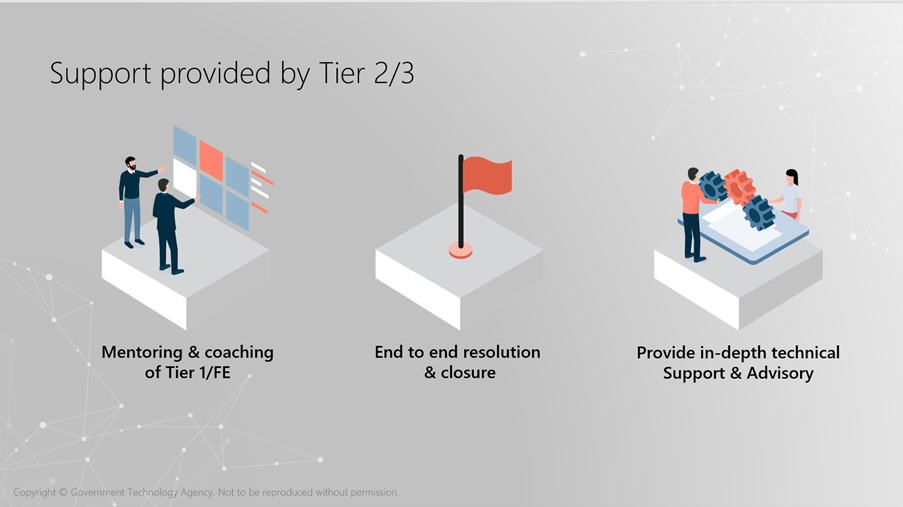 Support provided by Tier 2/3
Mentoring & coaching
of Tier 1/FE
End to end resolution
& closure
Provide in-depth technical
Support & Advisory
Copyright © Government Technology Agency. Not to be reproduced without permission.